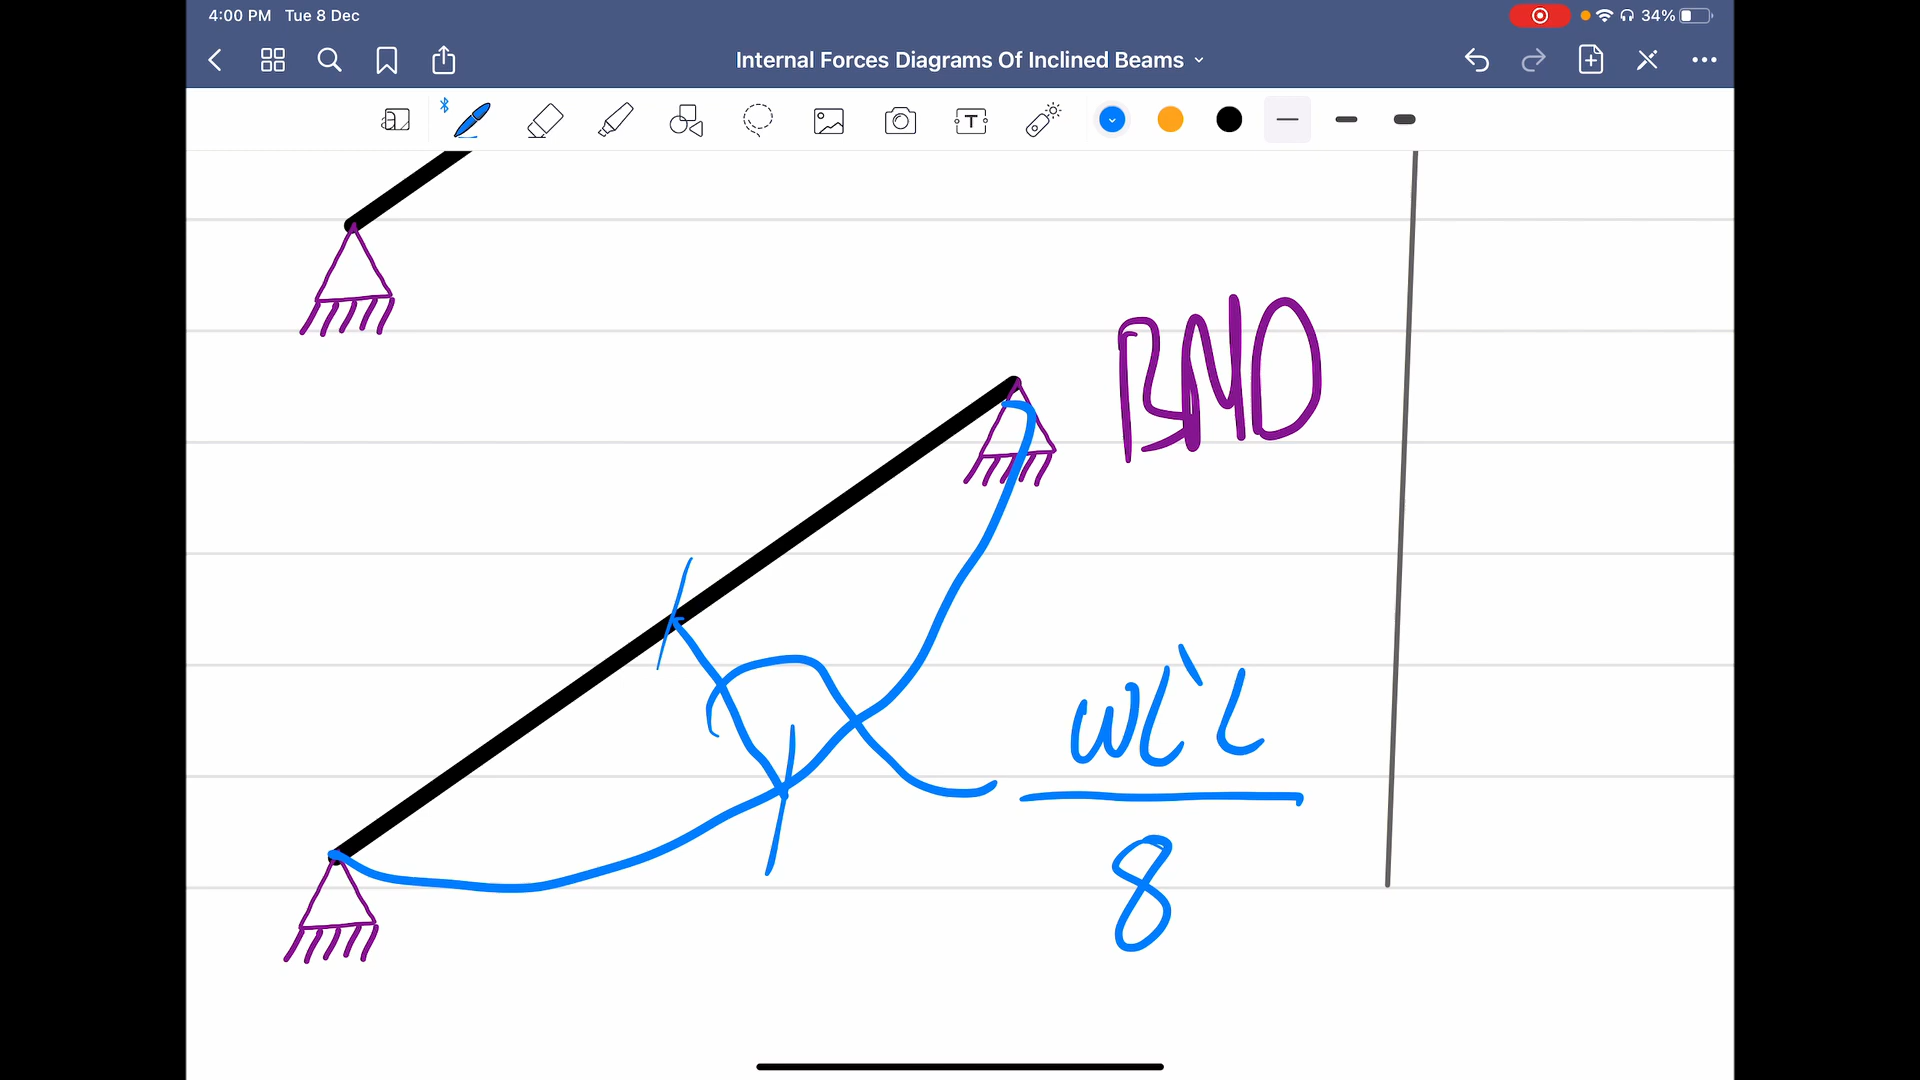 4:00 PM Tue 8 Dec
34%
Internal Forces Diagrams Of Inclined Beams
T
BMD
wL'L
8